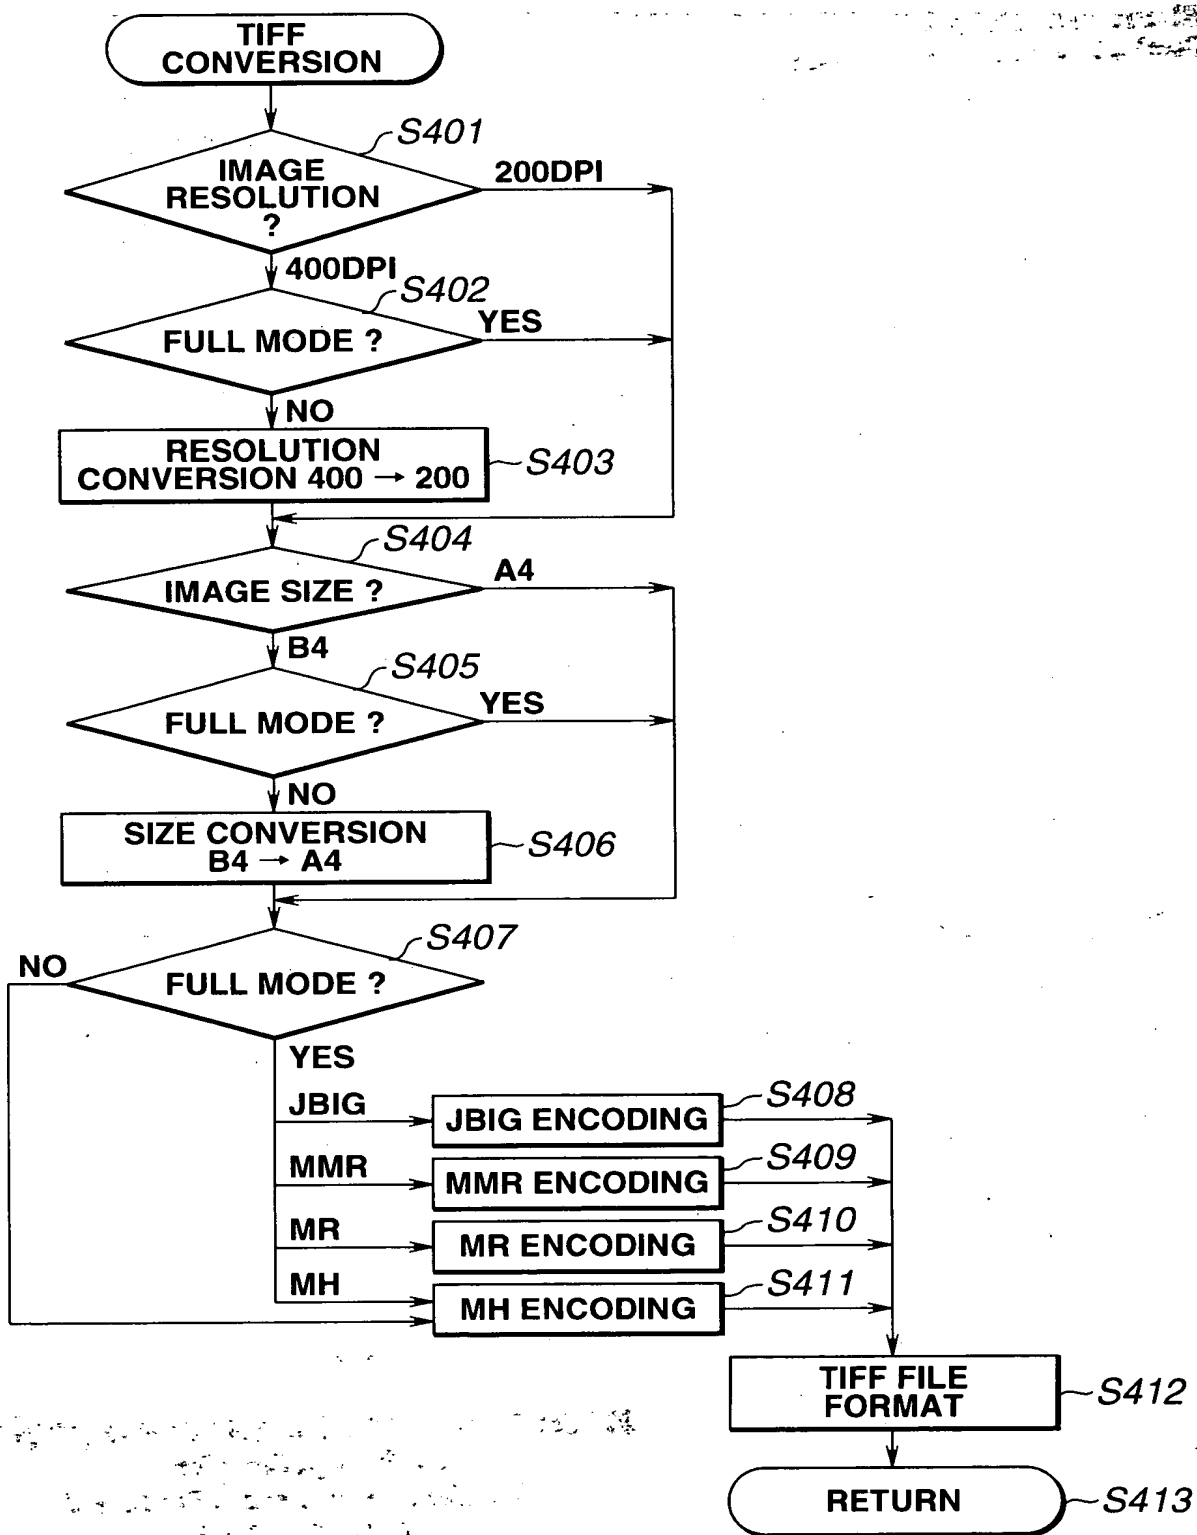 TIFF
CONVERSION
S401
IMAGE
RESOLUTION
?
200DPI
400DPI
S402
FULL MODE ?
YES
NO
RESOLUTION
CONVERSION 400 → 200
S403
S404
IMAGE SIZE ?
A4
B4
S405
FULL MODE ?
YES
NO
SIZE CONVERSION
B4 → A4
S406
S407
NO
FULL MODE ?
YES
JBIG
JBIG ENCODING
S408
MMR
MMR ENCODING
S409
MR
MR ENCODING
S410
MH
MH ENCODING
S411
TIFF FILE
FORMAT
S412
RETURN
S413